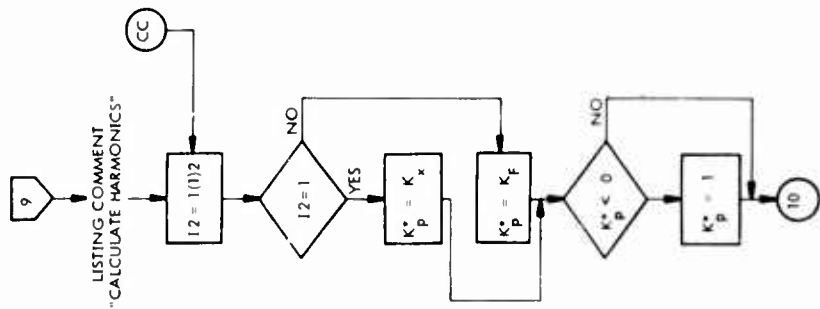 9
LISTING COMMENT
"CALCULATE HARMONICS"
CC
I2 = 1(1)2
I2 = 1
NO
YES
K*p = Kx
K*p = KF
K*p < 0
NO
K*p = 1
10